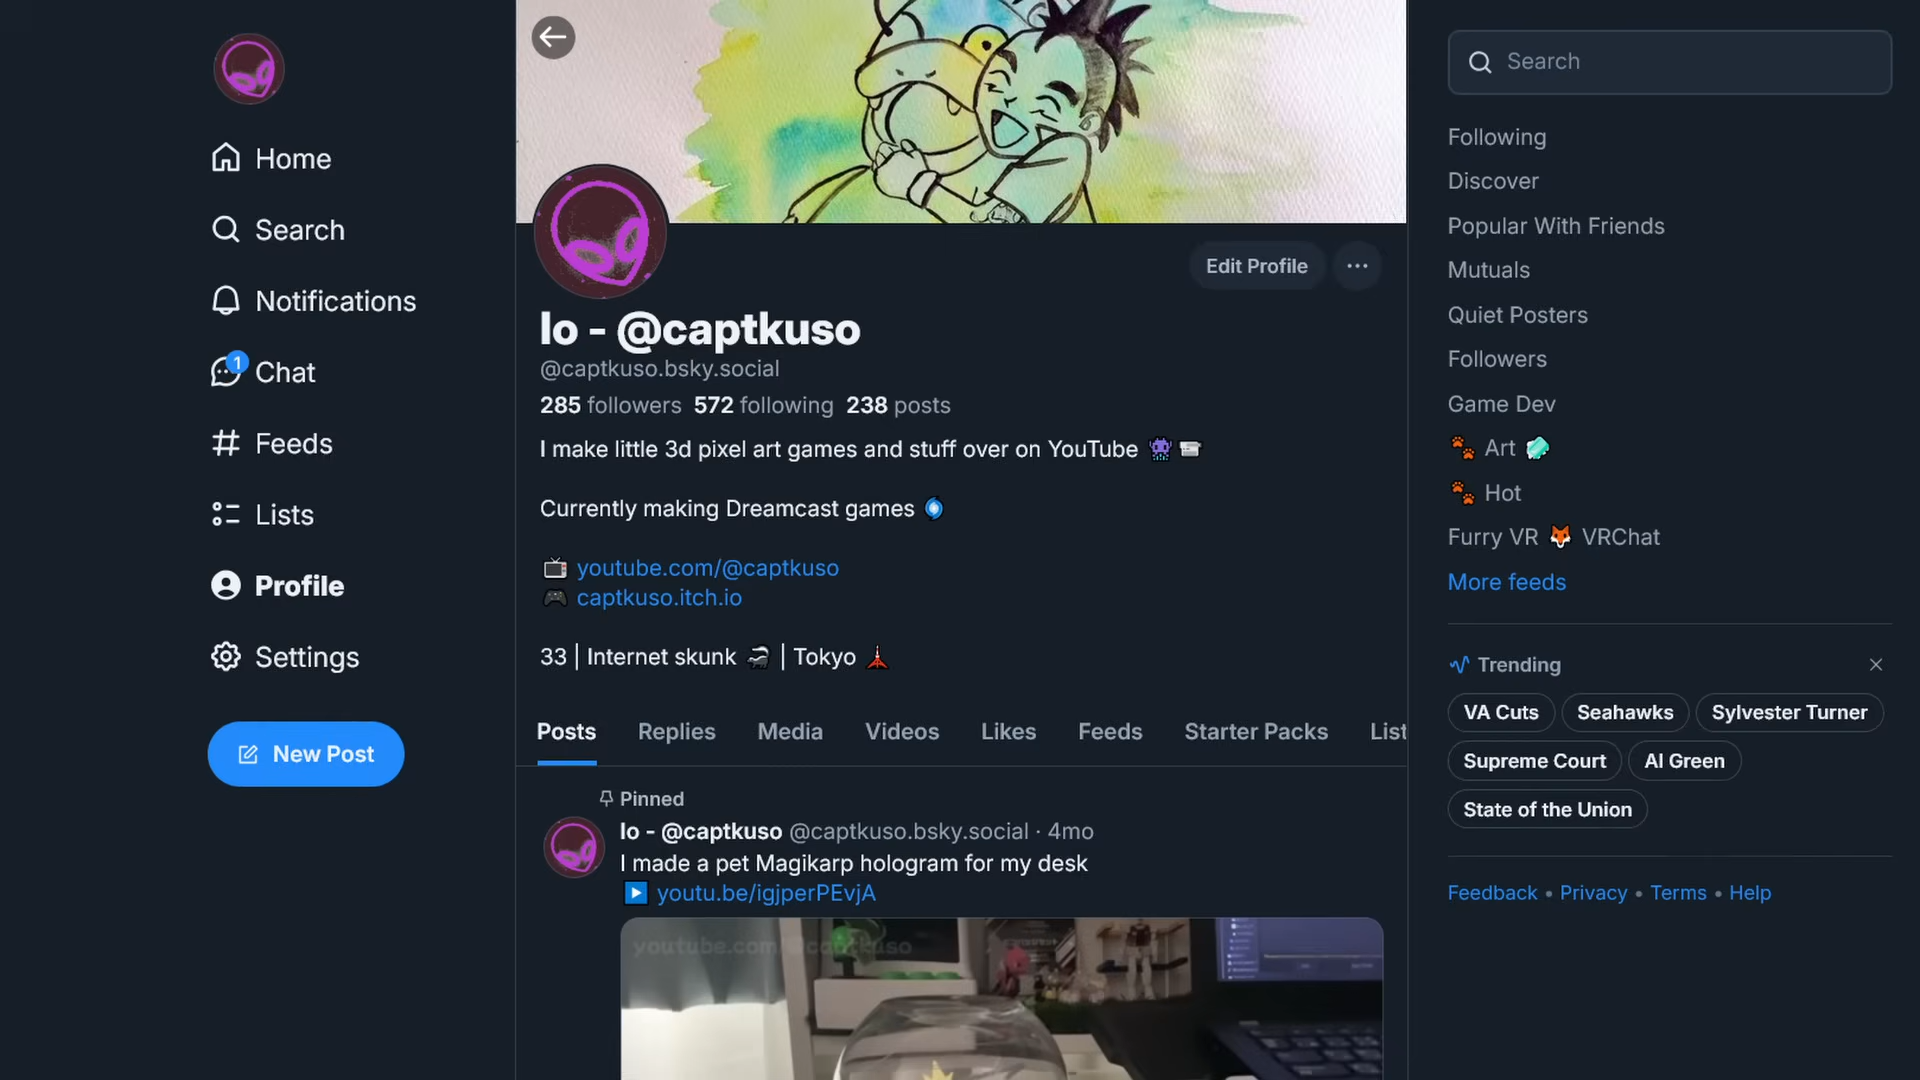 Home
Search
Notifications
1
Chat
Feeds
Lists
Profile
Settings
New Post
Edit Profile
Io - @captkuso
@captkuso.bsky.social
285 followers 572 following 238 posts
I make little 3d pixel art games and stuff over on YouTube
Currently making Dreamcast games
youtube.com/@captkuso
captkuso.itch.io
33 | Internet skunk | Tokyo
Posts Replies Media Videos Likes Feeds Starter Packs List
Pinned
Io - @captkuso @captkuso.bsky.social · 4mo
I made a pet Magikarp hologram for my desk
youtu.be/igjperPEvjA
youtube.com/@captkuso
Search
Following
Discover
Popular With Friends
Mutuals
Quiet Posters
Followers
Game Dev
Art
Hot
Furry VR VRChat
More feeds
Trending
VA Cuts Seahawks Sylvester Turner
Supreme Court Al Green
State of the Union
Feedback • Privacy • Terms • Help